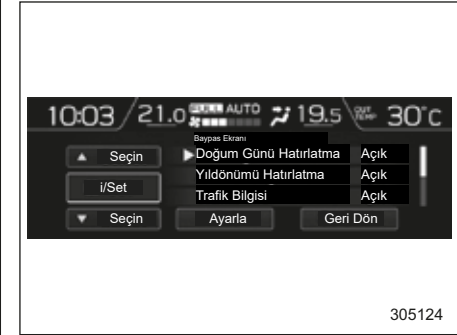 10:03 21.0 FULL AUTO 19.5 OUT TEMP 30°C
Baypas Ekranı
▲ Seçin ▶Doğum Günü Hatırlatma Açık
i/Set Yıldönümü Hatırlatma Açık
Trafik Bilgisi Açık
▼ Seçin Ayarla Geri Dön
305124